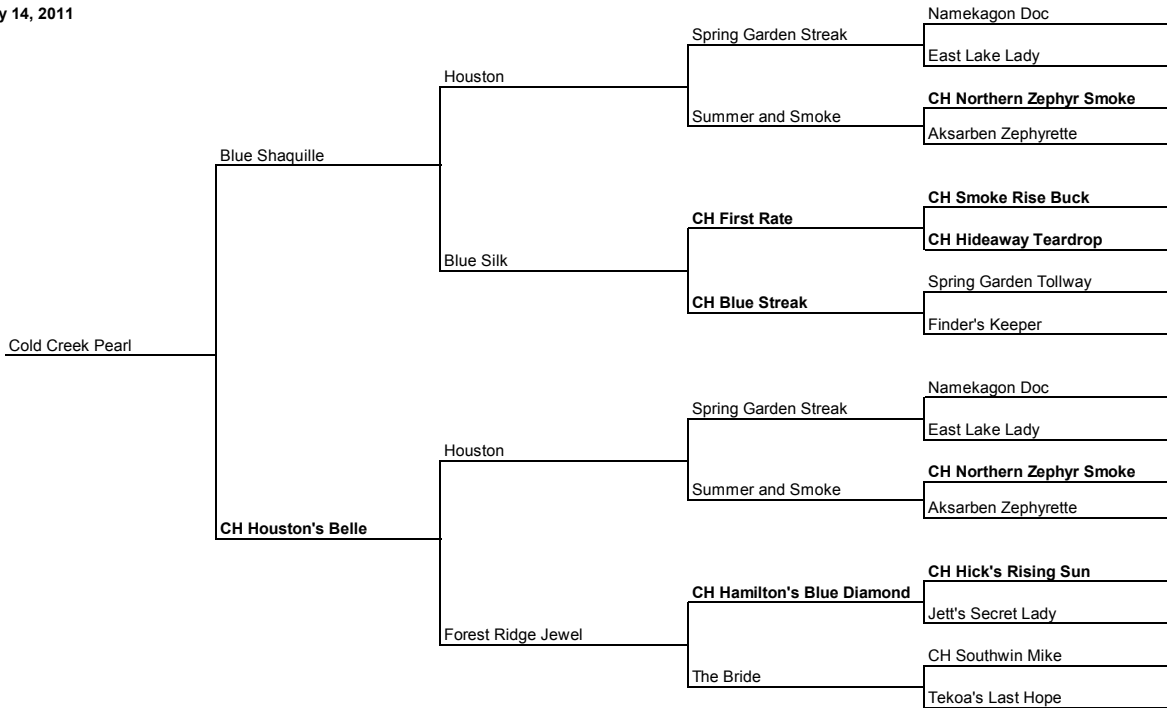 y 14, 2011
Namekagon Doc
Spring Garden Streak
East Lake Lady
Houston
CH Northern Zephyr Smoke
Summer and Smoke
Aksarben Zephyrette
Blue Shaquille
CH Smoke Rise Buck
CH First Rate
CH Hideaway Teardrop
Blue Silk
Spring Garden Tollway
CH Blue Streak
Finder's Keeper
Cold Creek Pearl
Namekagon Doc
Spring Garden Streak
East Lake Lady
Houston
CH Northern Zephyr Smoke
Summer and Smoke
Aksarben Zephyrette
CH Houston's Belle
CH Hick's Rising Sun
CH Hamilton's Blue Diamond
Jett's Secret Lady
Forest Ridge Jewel
CH Southwin Mike
The Bride
Tekoa's Last Hope